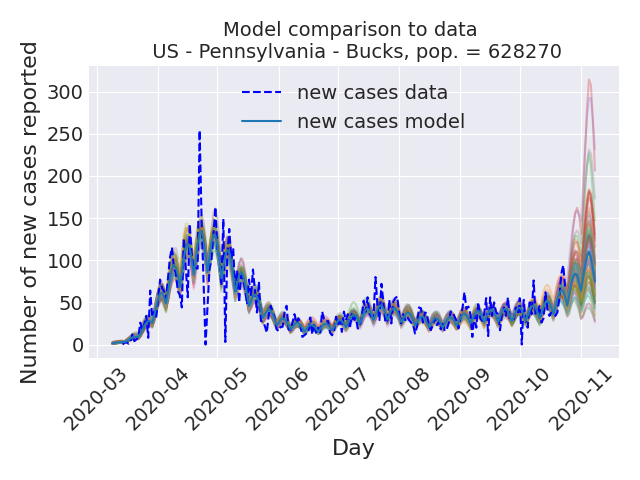 Model comparison to data
US - Pennsylvania - Bucks, pop. = 628270
Number of new cases reported
300
250
200
150
100
50
0
new cases data
new cases model
2020-03
2020-04
2020-05
2020-06
2020-07
2020-08
2020-09
2020-10
2020-11
Day